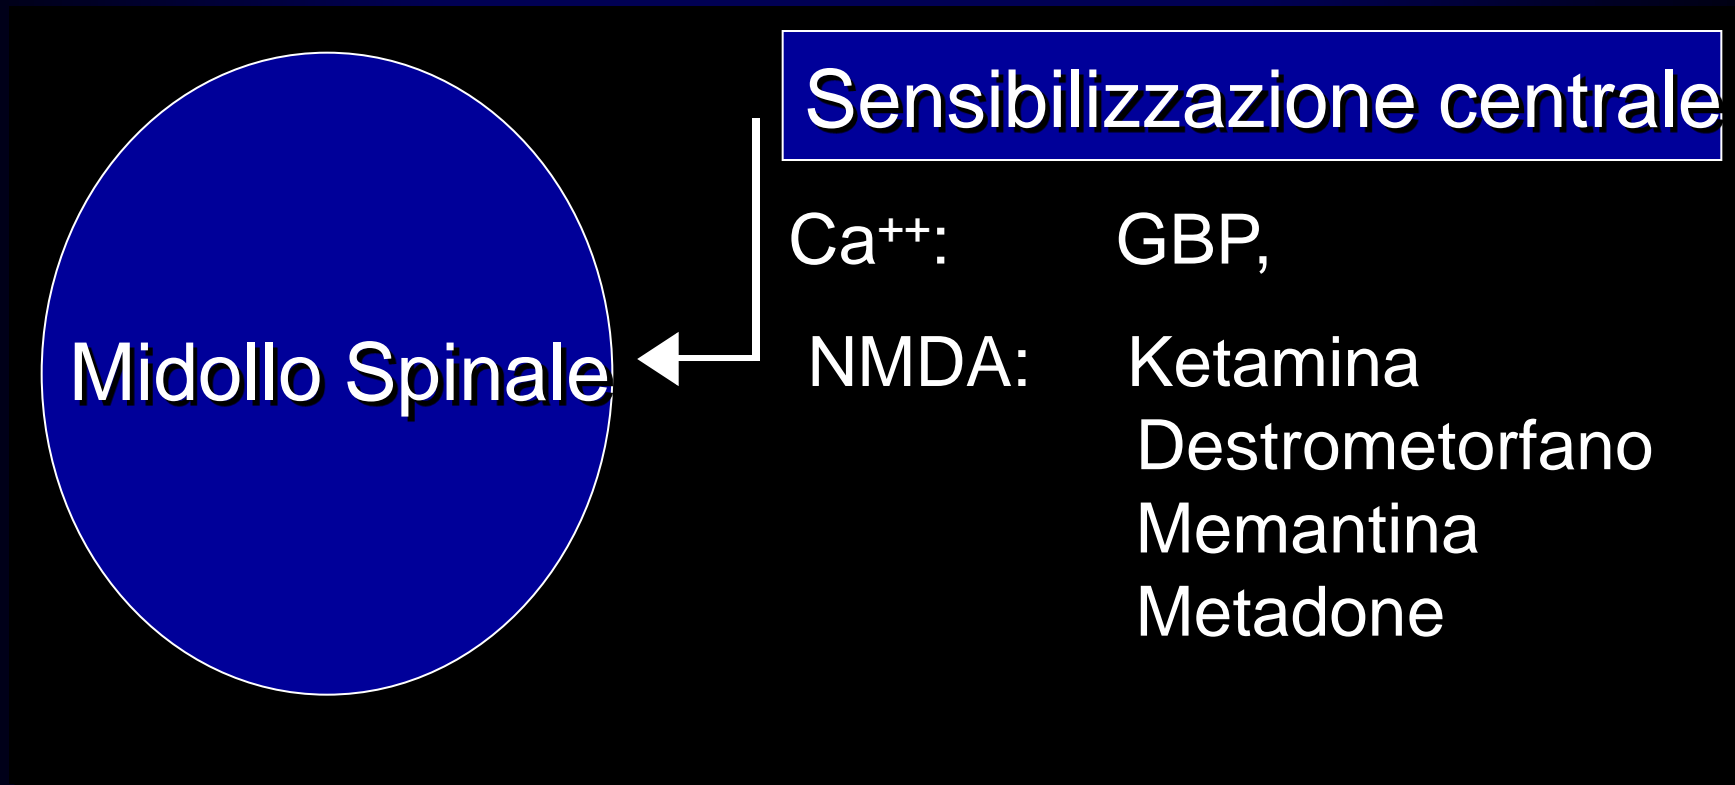 Sensibilizzazione centrale
Ca⁺⁺: GBP,
Midollo Spinale
NMDA: Ketamina
Destrometorfano
Memantina
Metadone